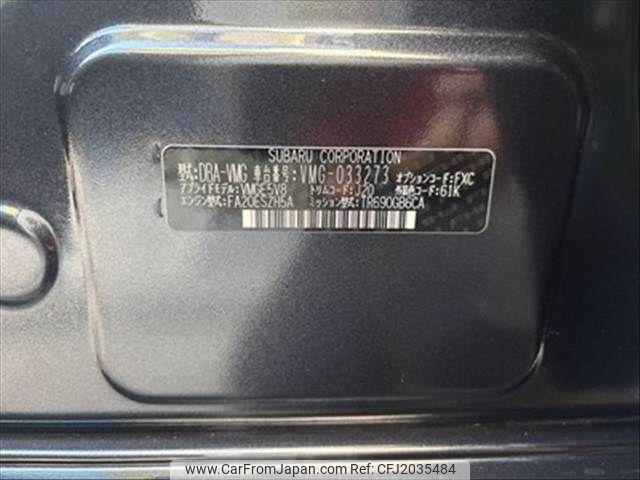 SUBARU CORPORATION
型式:DBA-VMG 車台番号:VMG-033273 オプションコード:FXC
アプライドモデル:VMGE5V8 トリムコード:J20 外装色コード:61K
エンジン型式:FA20ESZH5A ミッション型式:TR690GB6CA
www.CarFromJapan.com | CFJ2035484